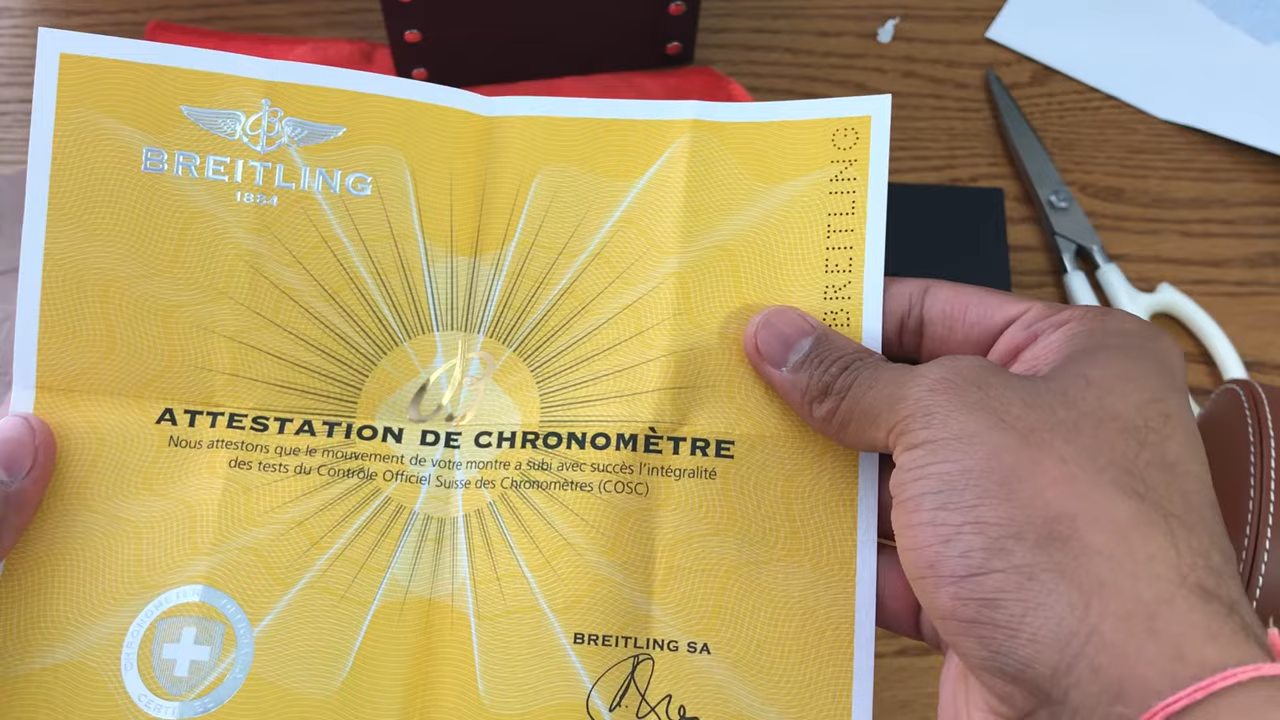 BREITLING
1884
BREITLING
ATTESTATION DE CHRONOMÈTRE
Nous attestons que le mouvement de votre montre a subi avec succès l'intégralité
des tests du Contrôle Officiel Suisse des Chronomètres (COSC)
BREITLING SA